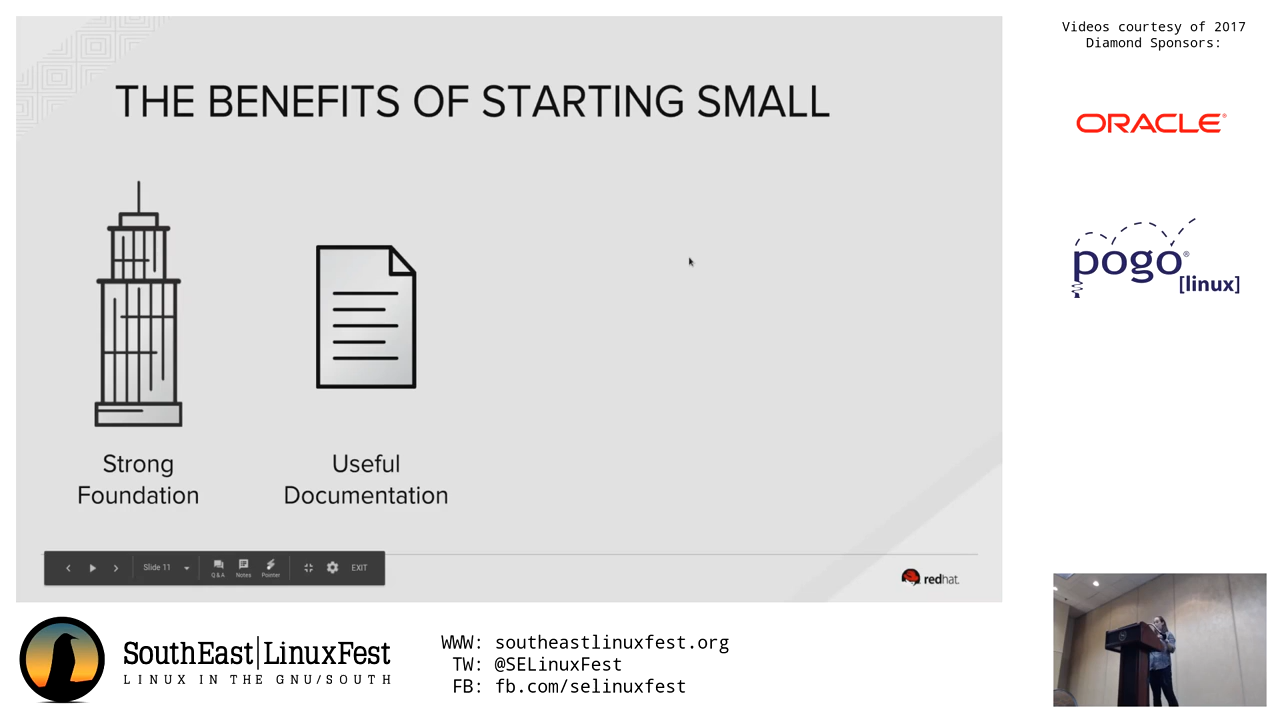 Videos courtesy of 2017
Diamond Sponsors:
THE BENEFITS OF STARTING SMALL
ORACLE®
pogo®
[linux]
Strong
Foundation
Useful
Documentation
Slide 11
Q & A
Notes
Pointer
EXIT
redhat.
SouthEast|LinuxFest
LINUX IN THE GNU/SOUTH
WWW: southeastlinuxfest.org
TW: @SELinuxFest
FB: fb.com/selinuxfest